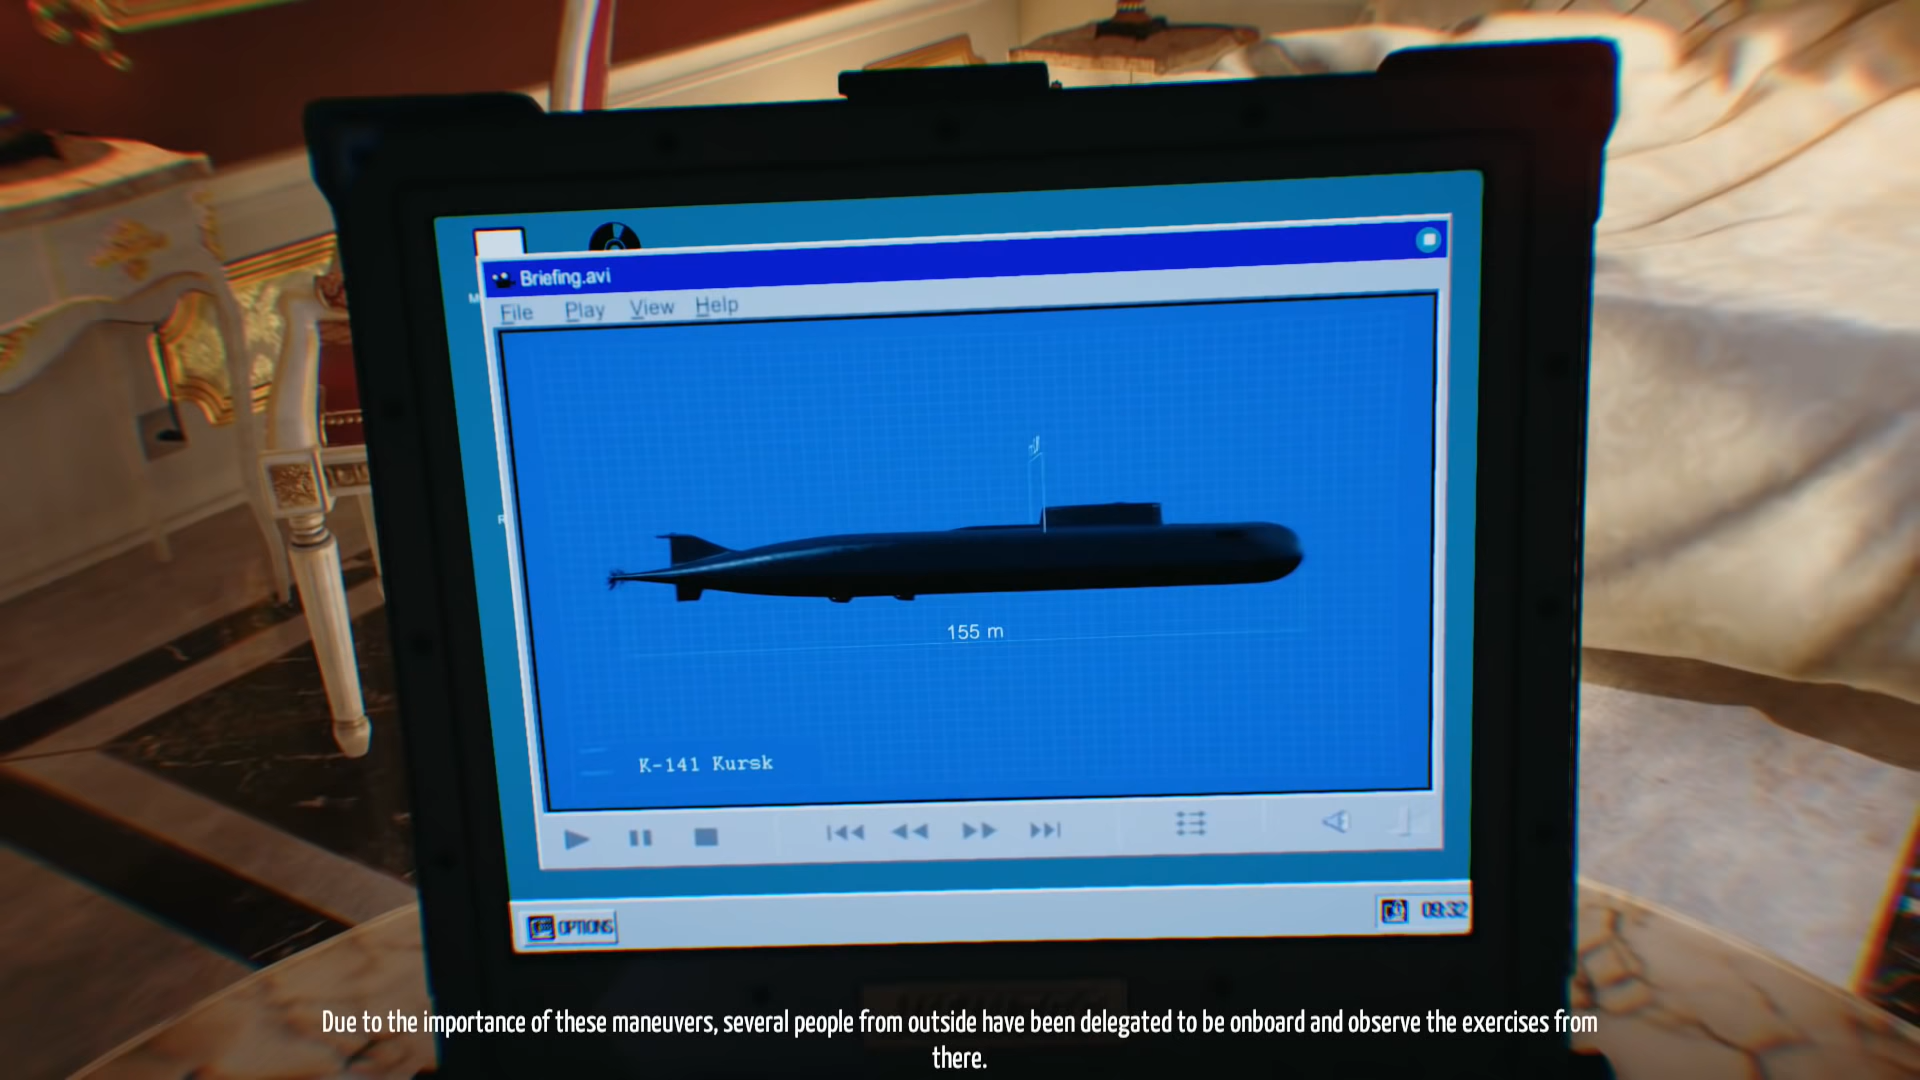 Briefing.avi
File Play View Help
155 m
K-141 Kursk
OPTIONS
09:32
Due to the importance of these maneuvers, several people from outside have been delegated to be onboard and observe the exercises from
there.